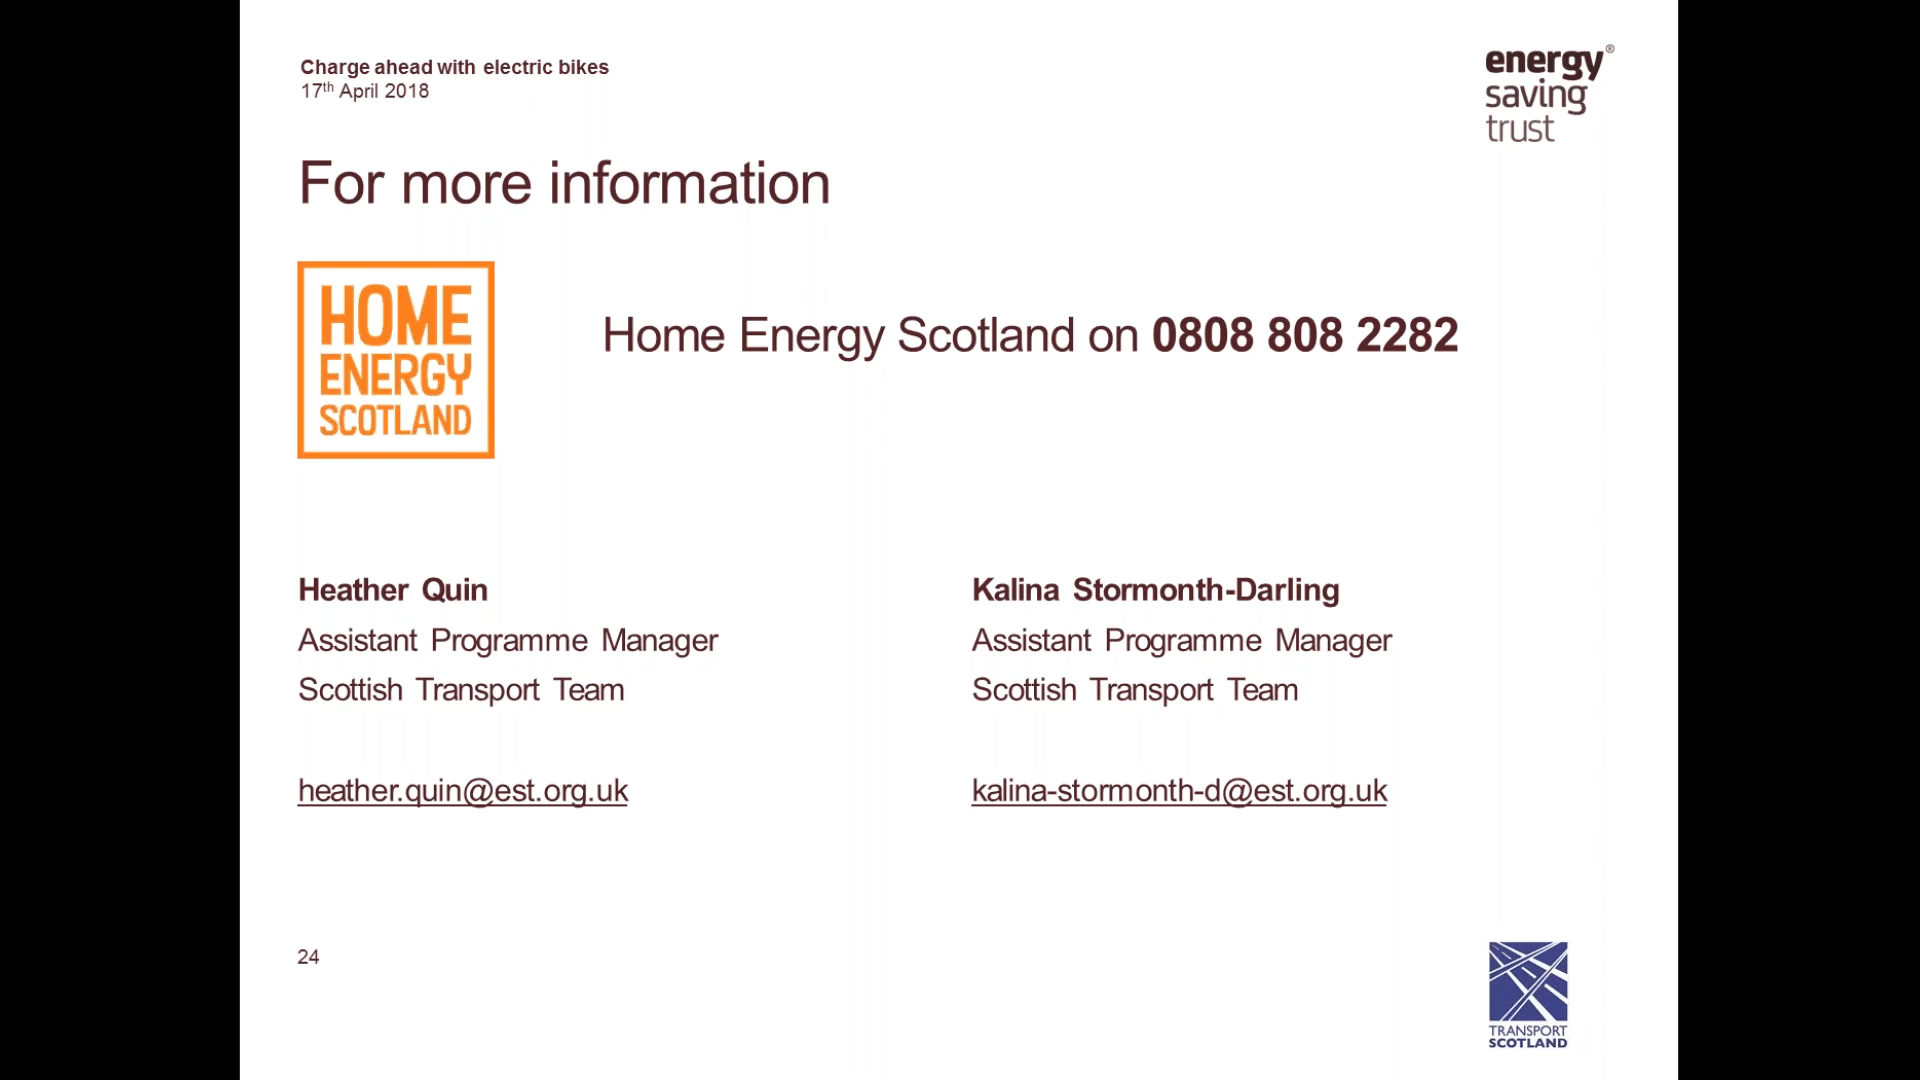 Charge ahead with electric bikes
17th April 2018
energy®
saving
trust
For more information
HOME
ENERGY
SCOTLAND
Home Energy Scotland on 0808 808 2282
Heather Quin
Assistant Programme Manager
Scottish Transport Team
heather.quin@est.org.uk
Kalina Stormonth-Darling
Assistant Programme Manager
Scottish Transport Team
kalina-stormonth-d@est.org.uk
24
TRANSPORT
SCOTLAND